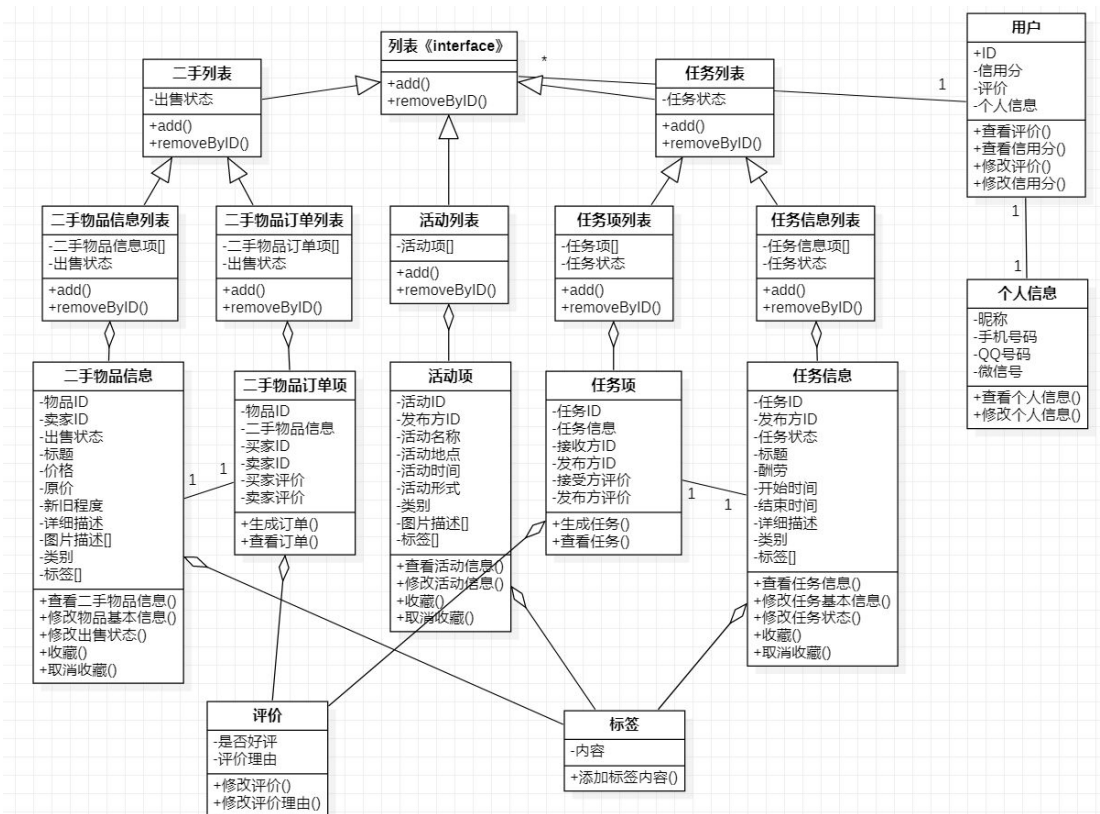 列表《interface》
+add()
+removeByID()
二手列表
-出售状态
+add()
+removeByID()
任务列表
-任务状态
+add()
+removeByID()
用户
+ID
-信用分
-评价
-个人信息
+查看评价()
+查看信用分()
+修改评价()
+修改信用分()
*
1
1
1
二手物品信息列表
-二手物品信息项[]
-出售状态
+add()
+removeByID()
二手物品订单列表
-二手物品订单项[]
-出售状态
+add()
+removeByID()
活动列表
-活动项[]
+add()
+removeByID()
任务项列表
-任务项[]
-任务状态
+add()
+removeByID()
任务信息列表
-任务信息项[]
-任务状态
+add()
+removeByID()
个人信息
-昵称
-手机号码
-QQ号码
-微信号
+查看个人信息()
+修改个人信息()
二手物品信息
-物品ID
-卖家ID
-出售状态
-标题
-价格
-原价
-新旧程度
-详细描述
-图片描述[]
-类别
-标签[]
+查看二手物品信息()
+修改物品基本信息()
+修改出售状态()
+收藏()
+取消收藏()
1
1
二手物品订单项
-物品ID
-二手物品信息
-买家ID
-卖家ID
-买家评价
-卖家评价
+生成订单()
+查看订单()
活动项
-活动ID
-发布方ID
-活动名称
-活动地点
-活动时间
-活动形式
-类别
-图片描述[]
-标签[]
+查看活动信息()
+修改活动信息()
+收藏()
+取消收藏()
任务项
-任务ID
-任务信息
-接收方ID
-发布方ID
-接受方评价
-发布方评价
+生成任务()
+查看任务()
1
1
任务信息
-任务ID
-发布方ID
-任务状态
-标题
-酬劳
-开始时间
-结束时间
-详细描述
-类别
-标签[]
+查看任务信息()
+修改任务基本信息()
+修改任务状态()
+收藏()
+取消收藏()
评价
-是否好评
-评价理由
+修改评价()
+修改评价理由()
标签
-内容
+添加标签内容()